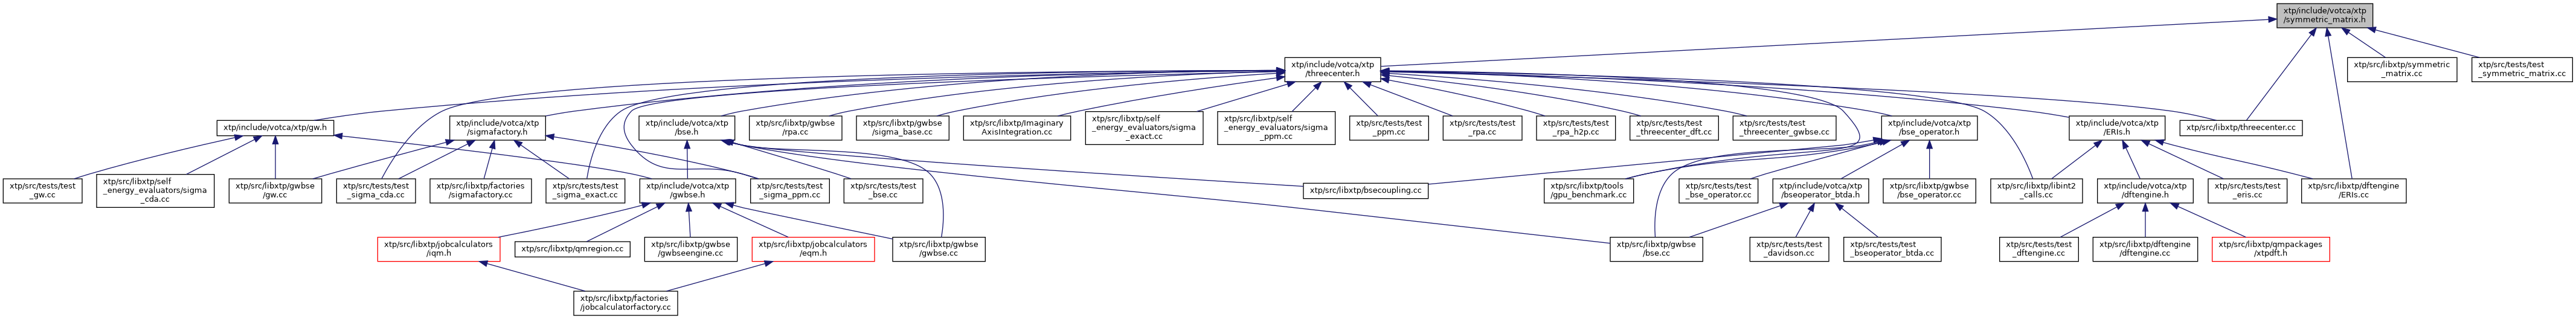 xtp/include/votca/xtp
/symmetric_matrix.h
xtp/include/votca/xtp
/threecenter.h
xtp/src/libxtp/symmetric
_matrix.cc
xtp/src/tests/test
_symmetric_matrix.cc
xtp/include/votca/xtp/gw.h
xtp/include/votca/xtp
/sigmafactory.h
xtp/include/votca/xtp
/bse.h
xtp/src/libxtp/gwbse
/rpa.cc
xtp/src/libxtp/gwbse
/sigma_base.cc
xtp/src/libxtp/Imaginary
AxisIntegration.cc
xtp/src/libxtp/self
_energy_evaluators/sigma
_exact.cc
xtp/src/libxtp/self
_energy_evaluators/sigma
_ppm.cc
xtp/src/tests/test
_ppm.cc
xtp/src/tests/test
_rpa.cc
xtp/src/tests/test
_rpa_h2p.cc
xtp/src/tests/test
_threecenter_dft.cc
xtp/src/tests/test
_threecenter_gwbse.cc
xtp/include/votca/xtp
/bse_operator.h
xtp/include/votca/xtp
/ERIs.h
xtp/src/libxtp/threecenter.cc
xtp/src/tests/test
_gw.cc
xtp/src/libxtp/self
_energy_evaluators/sigma
_cda.cc
xtp/src/libxtp/gwbse
/gw.cc
xtp/src/tests/test
_sigma_cda.cc
xtp/src/libxtp/factories
/sigmafactory.cc
xtp/src/tests/test
_sigma_exact.cc
xtp/include/votca/xtp
/gwbse.h
xtp/src/tests/test
_sigma_ppm.cc
xtp/src/tests/test
_bse.cc
xtp/src/libxtp/bsecoupling.cc
xtp/src/libxtp/tools
/gpu_benchmark.cc
xtp/src/tests/test
_bse_operator.cc
xtp/include/votca/xtp
/bseoperator_btda.h
xtp/src/libxtp/gwbse
/bse_operator.cc
xtp/src/libxtp/libint2
_calls.cc
xtp/include/votca/xtp
/dftengine.h
xtp/src/tests/test
_eris.cc
xtp/src/libxtp/dftengine
/ERIs.cc
xtp/src/libxtp/jobcalculators
/iqm.h
xtp/src/libxtp/qmregion.cc
xtp/src/libxtp/gwbse
/gwbseengine.cc
xtp/src/libxtp/jobcalculators
/eqm.h
xtp/src/libxtp/gwbse
/gwbse.cc
xtp/src/libxtp/gwbse
/bse.cc
xtp/src/tests/test
_davidson.cc
xtp/src/tests/test
_bseoperator_btda.cc
xtp/src/tests/test
_dftengine.cc
xtp/src/libxtp/dftengine
/dftengine.cc
xtp/src/libxtp/qmpackages
/xtpdft.h
xtp/src/libxtp/factories
/jobcalculatorfactory.cc